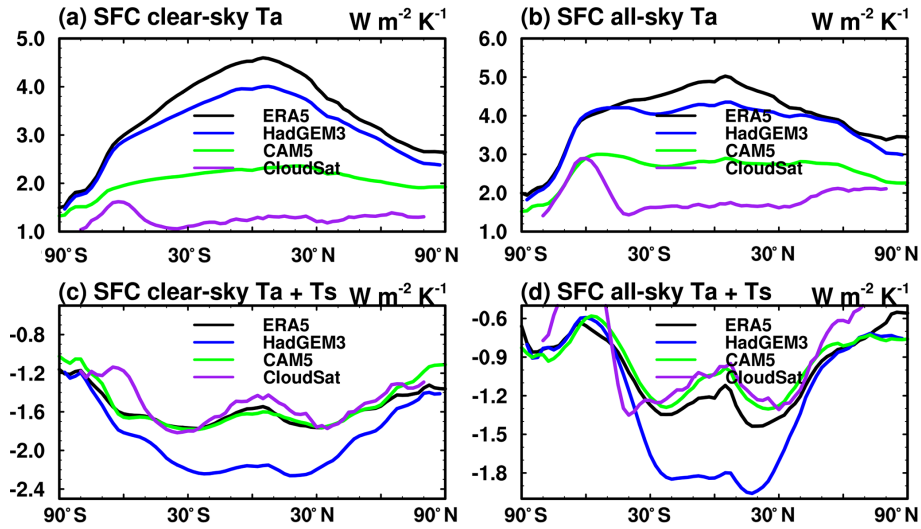 (a) SFC clear-sky Ta W m⁻² K⁻¹
5.0
4.0
3.0
2.0
1.0
ERA5
HadGEM3
CAM5
CloudSat
90°S 30°S 30°N 90°N
(b) SFC all-sky Ta W m⁻² K⁻¹
6.0
5.0
4.0
3.0
2.0
1.0
ERA5
HadGEM3
CAM5
CloudSat
90°S 30°S 30°N 90°N
(c) SFC clear-sky Ta + Ts W m⁻² K⁻¹
-0.8
-1.2
-1.6
-2.0
-2.4
ERA5
HadGEM3
CAM5
CloudSat
90°S 30°S 30°N 90°N
(d) SFC all-sky Ta + Ts W m⁻² K⁻¹
-0.6
-0.9
-1.2
-1.5
-1.8
ERA5
HadGEM3
CAM5
CloudSat
90°S 30°S 30°N 90°N